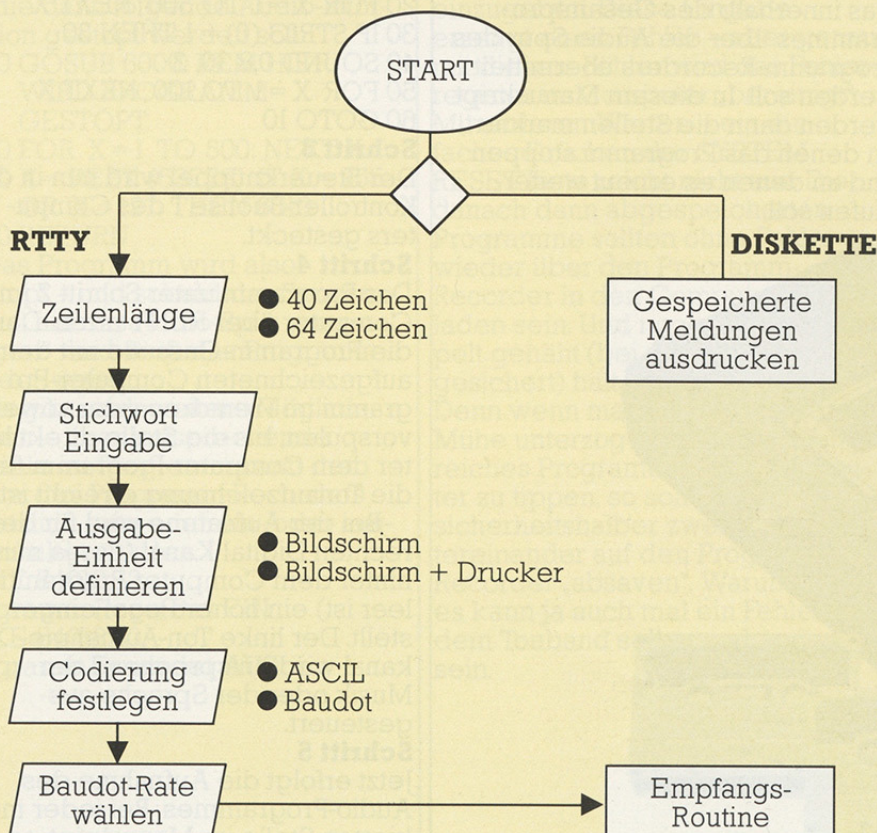 START
RTTY
DISKETTE
Zeilenlänge
● 40 Zeichen
● 64 Zeichen
Gespeicherte
Meldungen
ausdrucken
Stichwort
Eingabe
Ausgabe-
Einheit
definieren
● Bildschirm
● Bildschirm + Drucker
Codierung
festlegen
● ASCIL
● Baudot
Baudot-Rate
wählen
Empfangs-
Routine